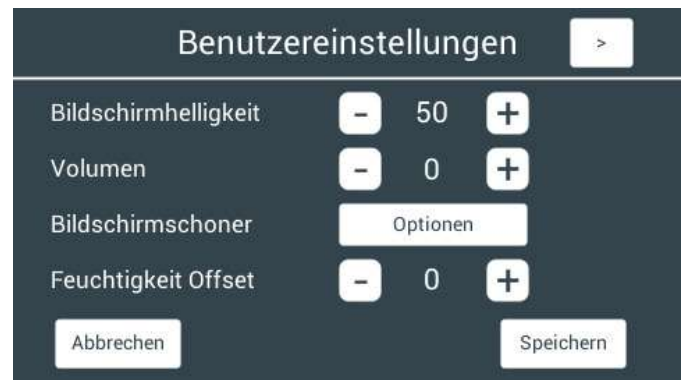 Benutzereinstellungen >
Bildschirmhelligkeit - 50 +
Volumen - 0 +
Bildschirmschoner Optionen
Feuchtigkeit Offset - 0 +
Abbrechen Speichern